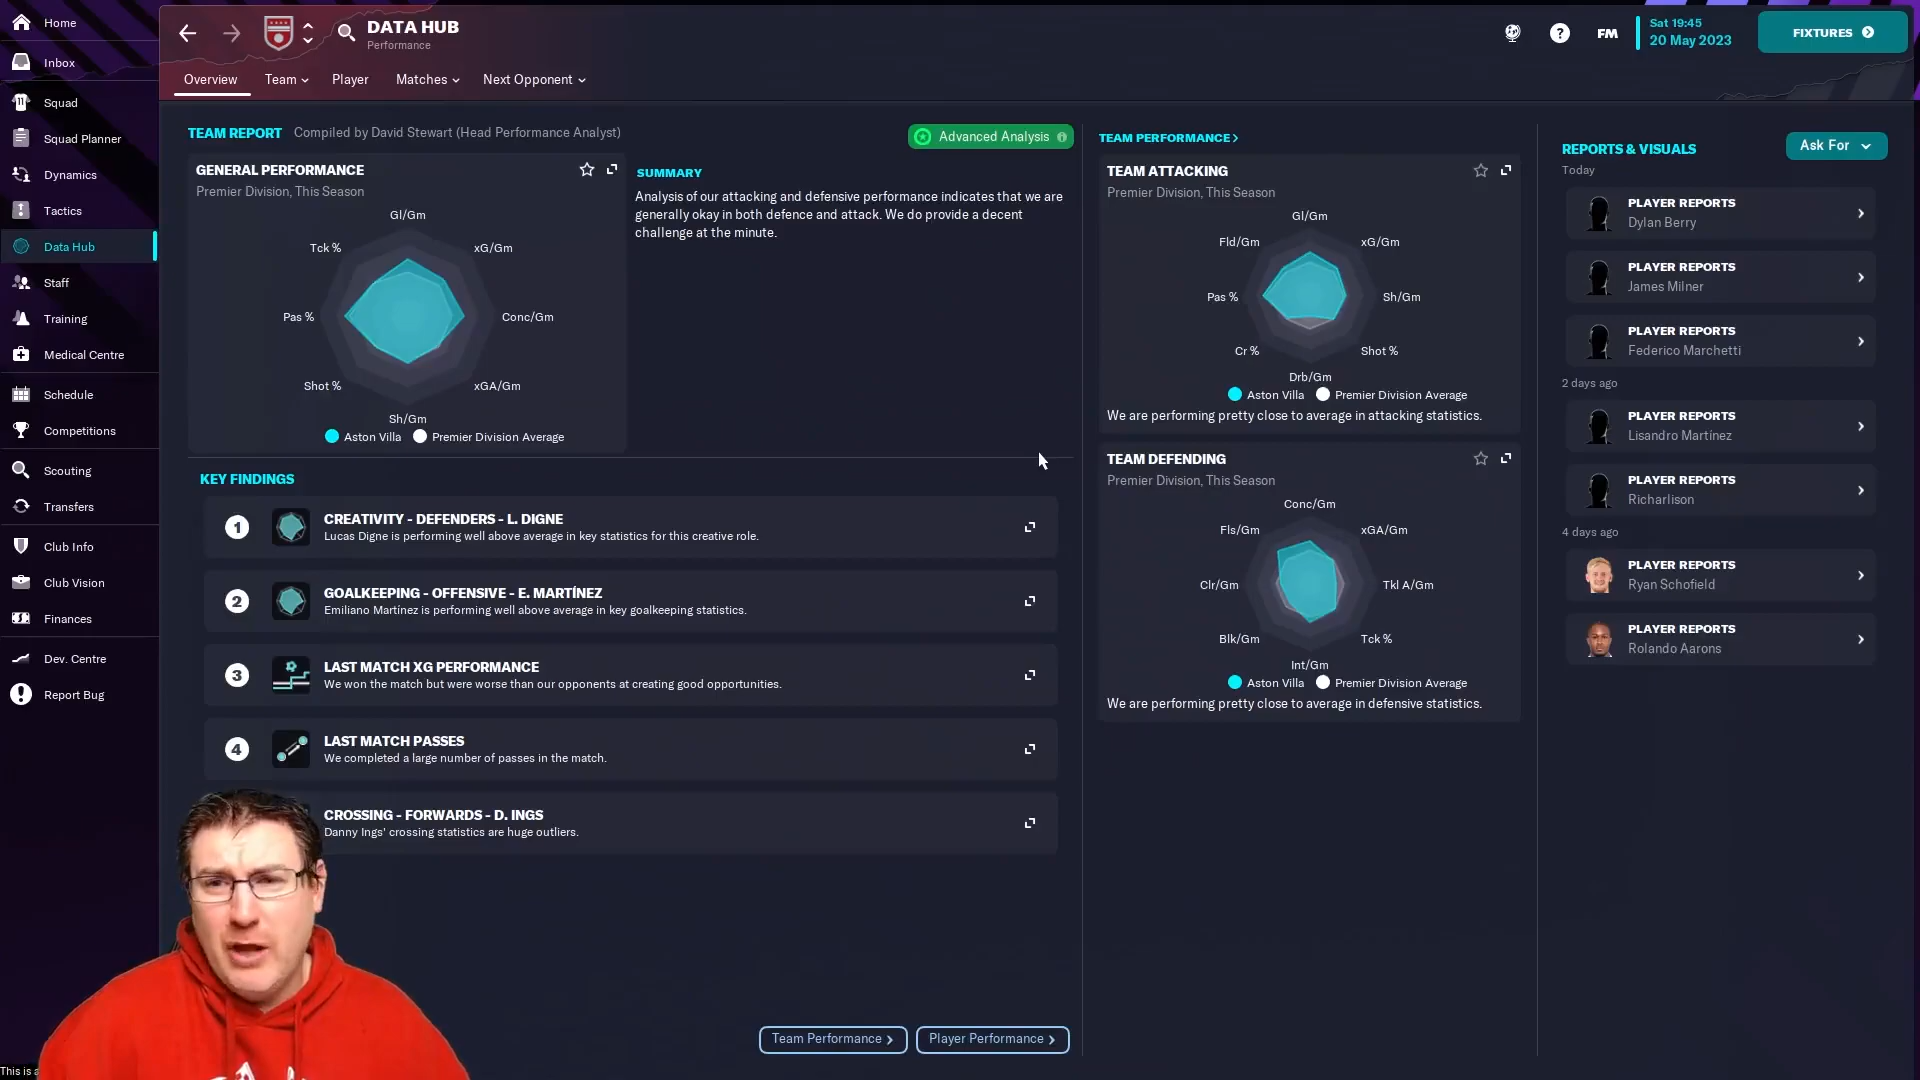 Home
Inbox
Squad
Squad Planner
Dynamics
Tactics
Data Hub
Staff
Training
Medical Centre
Schedule
Competitions
Scouting
Transfers
Club Info
Club Vision
Finances
Dev. Centre
Report Bug
This is a
DATA HUB
Performance
FM
Sat 19:45
20 May 2023
FIXTURES
Overview
Team
Player
Matches
Next Opponent
TEAM REPORT Compiled by David Stewart (Head Performance Analyst)
Advanced Analysis
GENERAL PERFORMANCE
Premier Division, This Season
Gl/Gm
Tck %
xG/Gm
Pas %
Conc/Gm
Shot %
xGA/Gm
Sh/Gm
Aston Villa
Premier Division Average
SUMMARY
Analysis of our attacking and defensive performance indicates that we are
generally okay in both defence and attack. We do provide a decent
challenge at the minute.
KEY FINDINGS
1
CREATIVITY - DEFENDERS - L. DIGNE
Lucas Digne is performing well above average in key statistics for this creative role.
2
GOALKEEPING - OFFENSIVE - E. MARTÍNEZ
Emiliano Martínez is performing well above average in key goalkeeping statistics.
3
LAST MATCH XG PERFORMANCE
We won the match but were worse than our opponents at creating good opportunities.
4
LAST MATCH PASSES
We completed a large number of passes in the match.
CROSSING - FORWARDS - D. INGS
Danny Ings' crossing statistics are huge outliers.
Team Performance
Player Performance
TEAM PERFORMANCE
TEAM ATTACKING
Premier Division, This Season
Gl/Gm
Fld/Gm
xG/Gm
Pas %
Sh/Gm
Cr %
Shot %
Drb/Gm
Aston Villa
Premier Division Average
We are performing pretty close to average in attacking statistics.
TEAM DEFENDING
Premier Division, This Season
Conc/Gm
Fls/Gm
xGA/Gm
Clr/Gm
Tkl A/Gm
Blk/Gm
Tck %
Int/Gm
Aston Villa
Premier Division Average
We are performing pretty close to average in defensive statistics.
REPORTS & VISUALS
Ask For
Today
PLAYER REPORTS
Dylan Berry
PLAYER REPORTS
James Milner
PLAYER REPORTS
Federico Marchetti
2 days ago
PLAYER REPORTS
Lisandro Martínez
PLAYER REPORTS
Richarlison
4 days ago
PLAYER REPORTS
Ryan Schofield
PLAYER REPORTS
Rolando Aarons